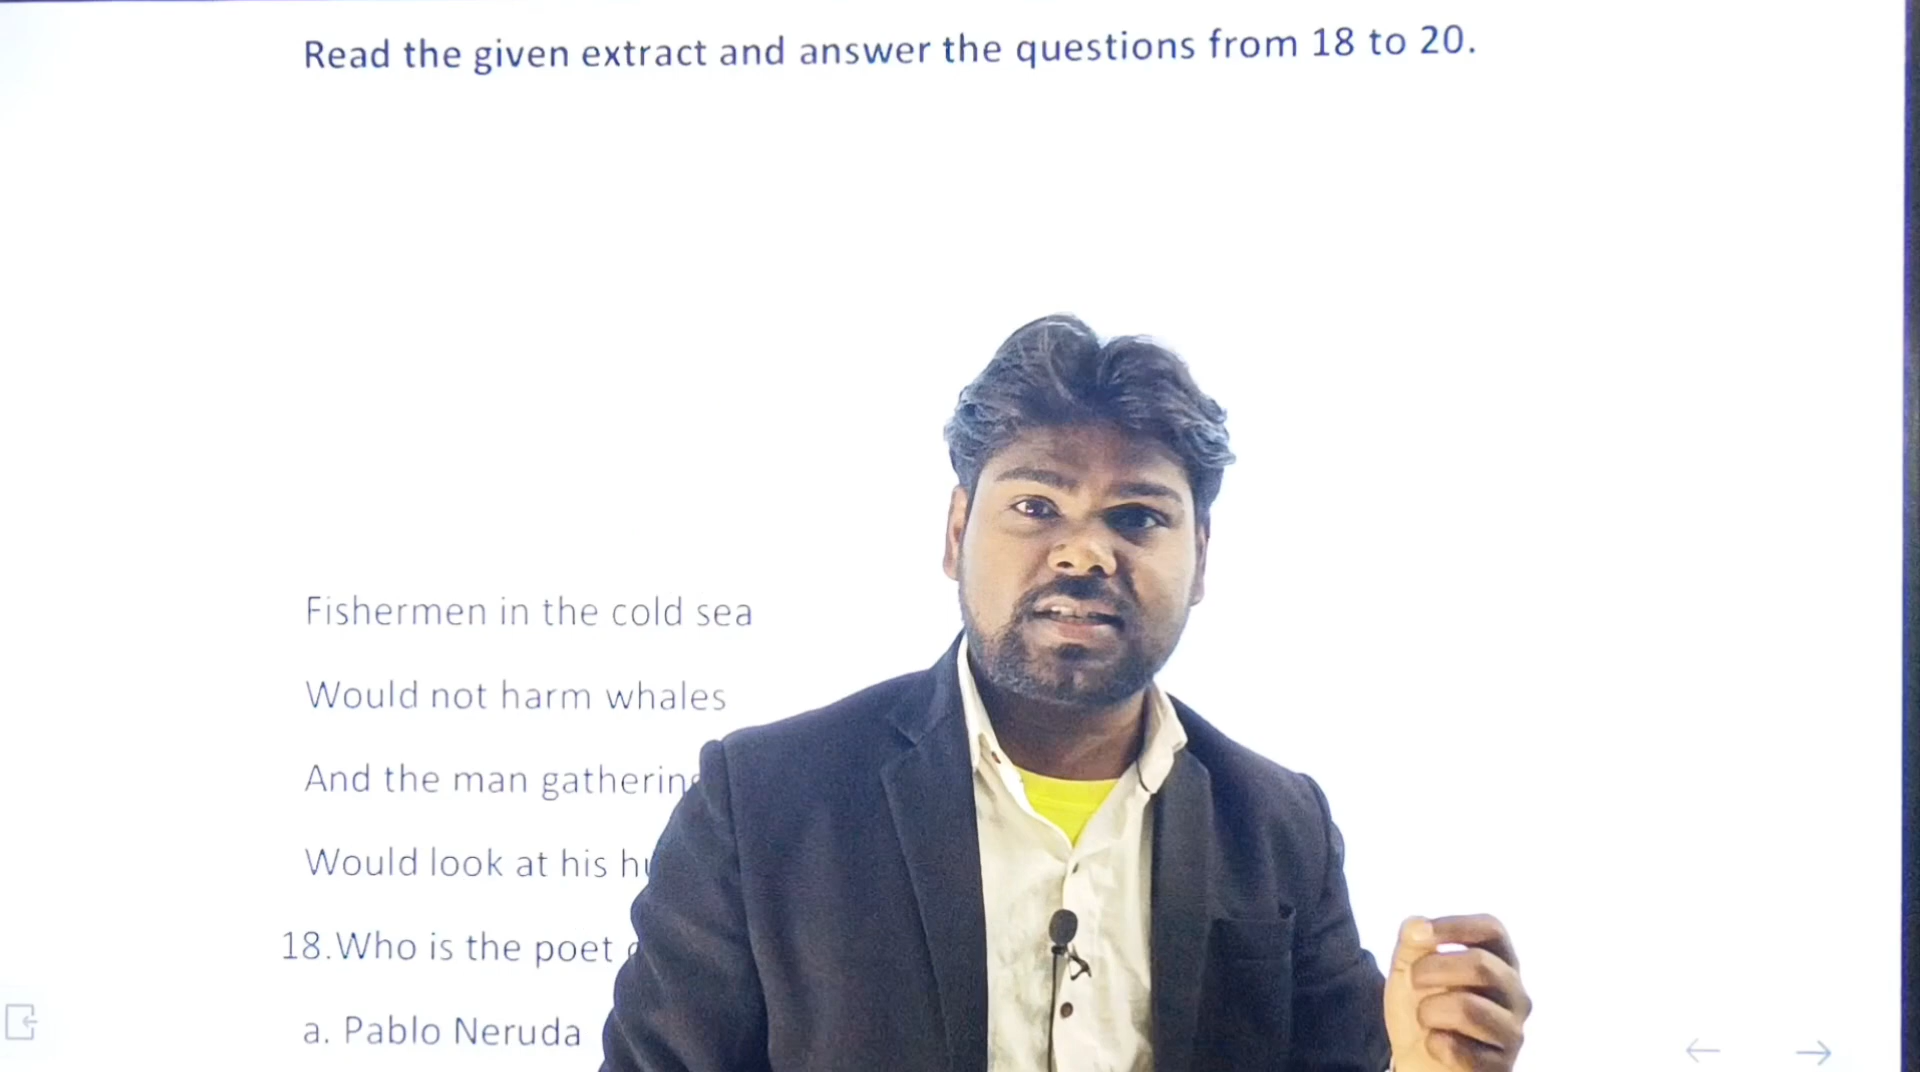 Read the given extract and answer the questions from 18 to 20.
Fishermen in the cold sea
Would not harm whales
And the man gathering
Would look at his
18.Who is the poet
a. Pablo Neruda